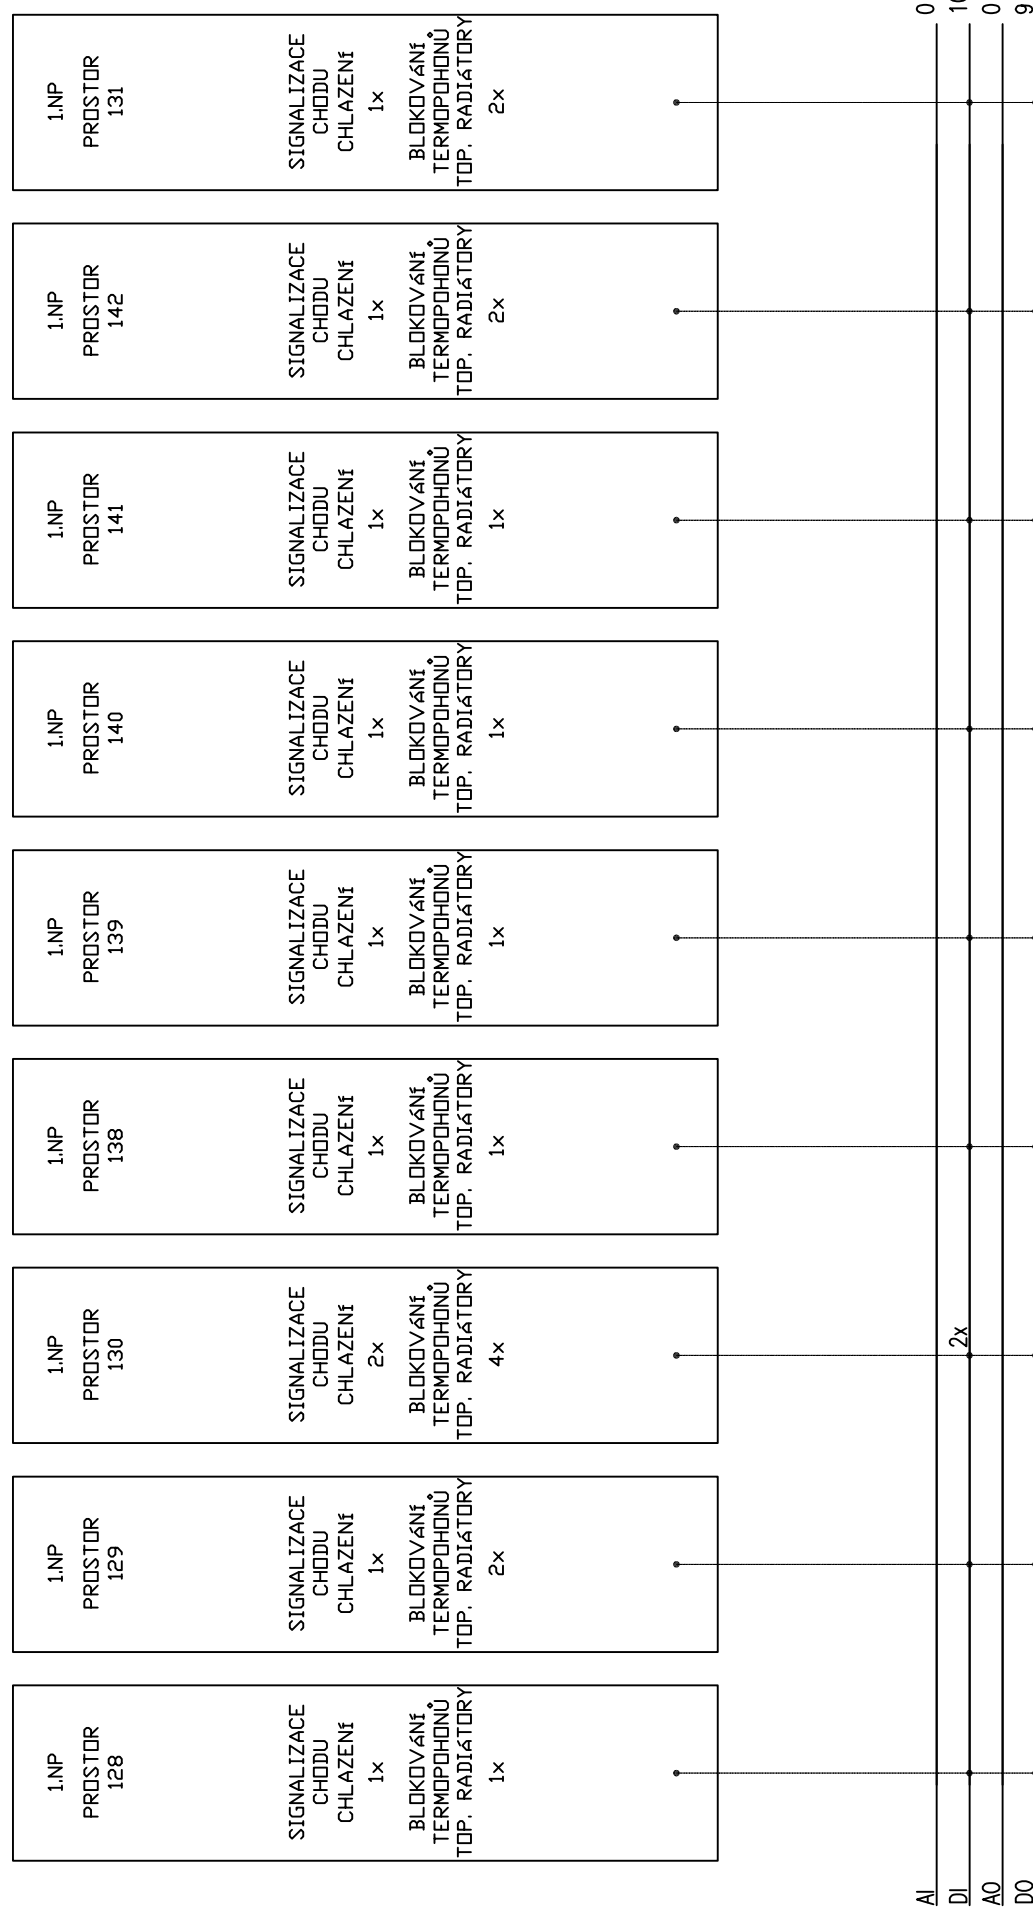 1.NP
PROSTOR
128
SIGNALIZACE
CHODU
CHLAZENÍ
1x
BLOKOVÁNÍ
TERMOPOHONŮ
TOP. RADIÁTORY
1x
1.NP
PROSTOR
129
SIGNALIZACE
CHODU
CHLAZENÍ
1x
BLOKOVÁNÍ
TERMOPOHONŮ
TOP. RADIÁTORY
2x
1.NP
PROSTOR
130
SIGNALIZACE
CHODU
CHLAZENÍ
2x
BLOKOVÁNÍ
TERMOPOHONŮ
TOP. RADIÁTORY
4x
1.NP
PROSTOR
138
SIGNALIZACE
CHODU
CHLAZENÍ
1x
BLOKOVÁNÍ
TERMOPOHONŮ
TOP. RADIÁTORY
1x
1.NP
PROSTOR
139
SIGNALIZACE
CHODU
CHLAZENÍ
1x
BLOKOVÁNÍ
TERMOPOHONŮ
TOP. RADIÁTORY
1x
1.NP
PROSTOR
140
SIGNALIZACE
CHODU
CHLAZENÍ
1x
BLOKOVÁNÍ
TERMOPOHONŮ
TOP. RADIÁTORY
1x
1.NP
PROSTOR
141
SIGNALIZACE
CHODU
CHLAZENÍ
1x
BLOKOVÁNÍ
TERMOPOHONŮ
TOP. RADIÁTORY
1x
1.NP
PROSTOR
142
SIGNALIZACE
CHODU
CHLAZENÍ
1x
BLOKOVÁNÍ
TERMOPOHONŮ
TOP. RADIÁTORY
2x
1.NP
PROSTOR
131
SIGNALIZACE
CHODU
CHLAZENÍ
1x
BLOKOVÁNÍ
TERMOPOHONŮ
TOP. RADIÁTORY
2x
AI 0
DI 2x
AO 0
DO 9